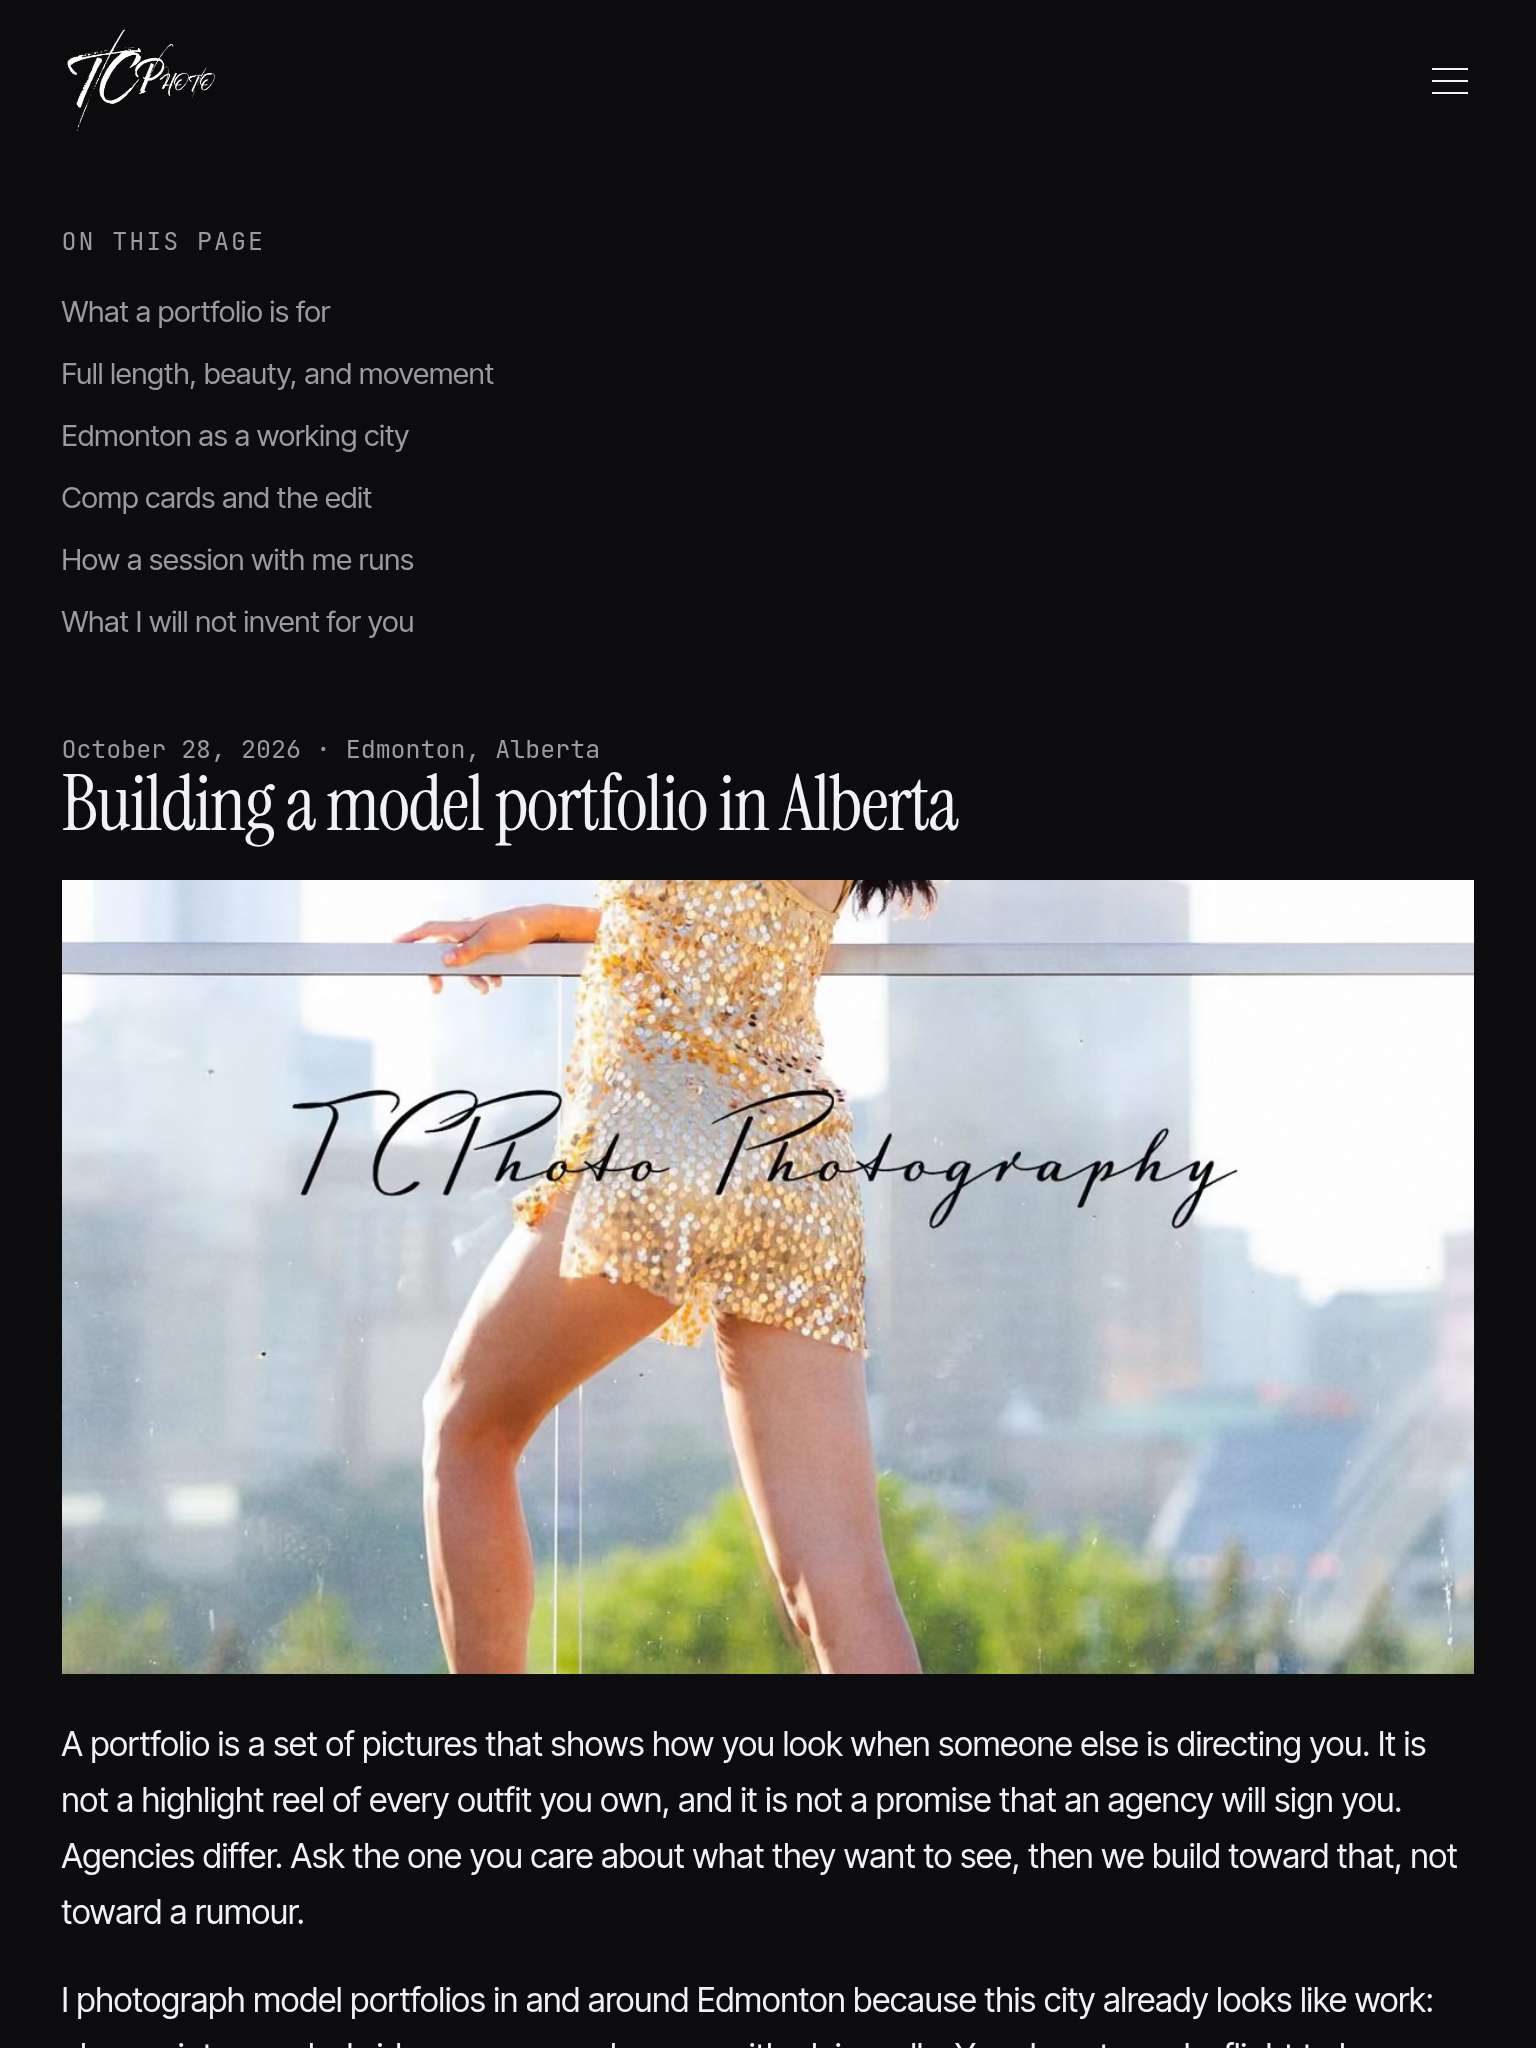 TCPhoto
ON THIS PAGE
What a portfolio is for
Full length, beauty, and movement
Edmonton as a working city
Comp cards and the edit
How a session with me runs
What I will not invent for you
October 28, 2026 · Edmonton, Alberta
Building a model portfolio in Alberta
TCPhoto Photography
A portfolio is a set of pictures that shows how you look when someone else is directing you. It is
not a highlight reel of every outfit you own, and it is not a promise that an agency will sign you.
Agencies differ. Ask the one you care about what they want to see, then we build toward that, not
toward a rumour.
I photograph model portfolios in and around Edmonton because this city already looks like work: